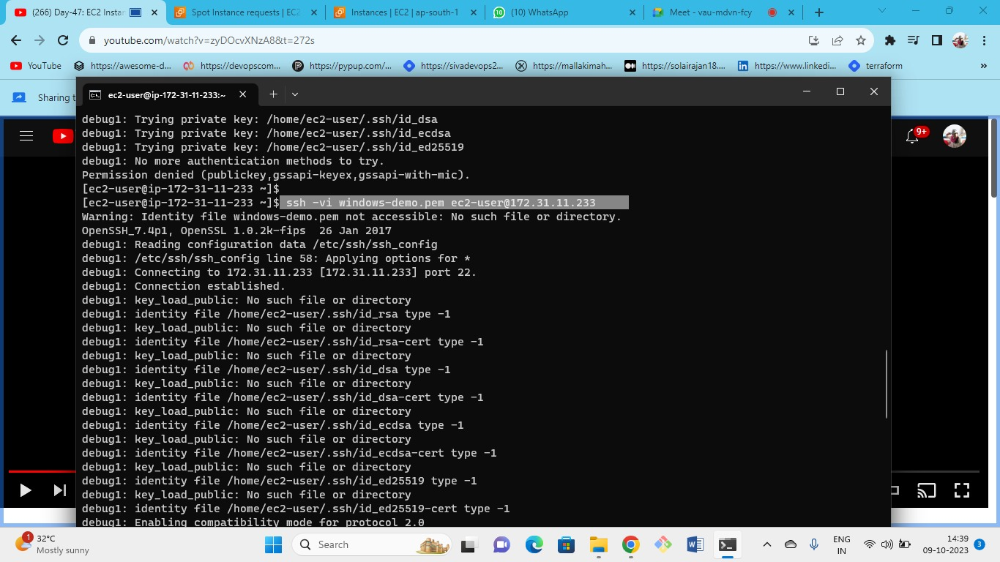 (266) Day-47: EC2 Instan
Spot Instance requests | EC2
Instances | EC2 | ap-south-1
10
(10) WhatsApp
Meet - vau-mdvn-fcy
youtube.com/watch?v=zyDOcvXNzA8&t=272s
YouTube
https://awesome-d...
https://devopscom...
https://pypup.com/...
https://sivadevops2...
https://mallakimah...
https://solairajan18....
https://www.linkedi...
terraform
Sharing t
ec2-user@ip-172-31-11-233:~
9+
debug1: Trying private key: /home/ec2-user/.ssh/id_dsa
debug1: Trying private key: /home/ec2-user/.ssh/id_ecdsa
debug1: Trying private key: /home/ec2-user/.ssh/id_ed25519
debug1: No more authentication methods to try.
Permission denied (publickey,gssapi-keyex,gssapi-with-mic).
[ec2-user@ip-172-31-11-233 ~]$
[ec2-user@ip-172-31-11-233 ~]$ ssh -vi windows-demo.pem ec2-user@172.31.11.233
Warning: Identity file windows-demo.pem not accessible: No such file or directory.
OpenSSH_7.4p1, OpenSSL 1.0.2k-fips  26 Jan 2017
debug1: Reading configuration data /etc/ssh/ssh_config
debug1: /etc/ssh/ssh_config line 58: Applying options for *
debug1: Connecting to 172.31.11.233 [172.31.11.233] port 22.
debug1: Connection established.
debug1: key_load_public: No such file or directory
debug1: identity file /home/ec2-user/.ssh/id_rsa type -1
debug1: key_load_public: No such file or directory
debug1: identity file /home/ec2-user/.ssh/id_rsa-cert type -1
debug1: key_load_public: No such file or directory
debug1: identity file /home/ec2-user/.ssh/id_dsa type -1
debug1: key_load_public: No such file or directory
debug1: identity file /home/ec2-user/.ssh/id_dsa-cert type -1
debug1: key_load_public: No such file or directory
debug1: identity file /home/ec2-user/.ssh/id_ecdsa type -1
debug1: key_load_public: No such file or directory
debug1: identity file /home/ec2-user/.ssh/id_ecdsa-cert type -1
debug1: key_load_public: No such file or directory
debug1: identity file /home/ec2-user/.ssh/id_ed25519 type -1
debug1: key_load_public: No such file or directory
debug1: identity file /home/ec2-user/.ssh/id_ed25519-cert type -1
debug1: Enabling compatibility mode for protocol 2.0
1
32°C
Mostly sunny
Search
ENG
IN
14:39
09-10-2023
3